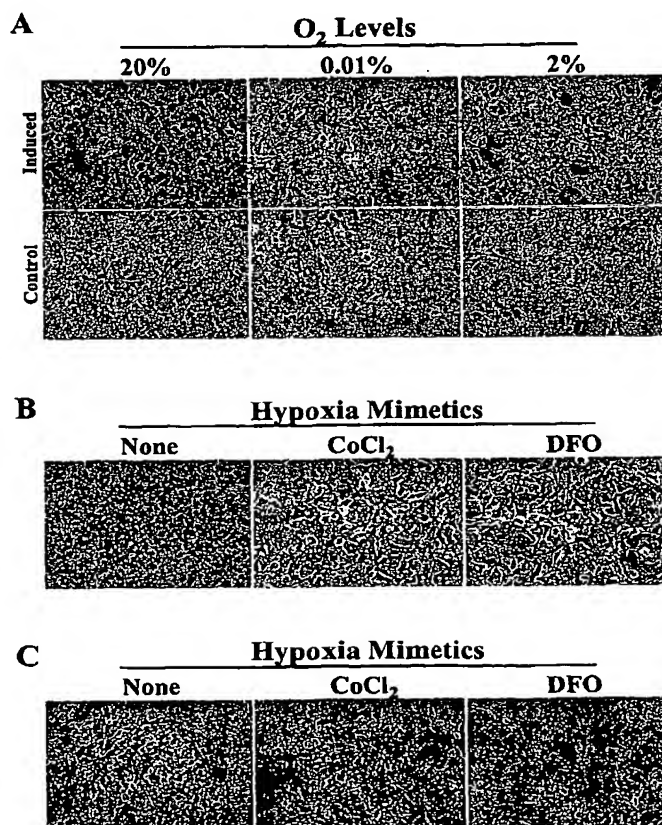 A
O₂ Levels
20% 0.01% 2%
Induced
Control
B
Hypoxia Mimetics
None CoCl₂ DFO
C
Hypoxia Mimetics
None CoCl₂ DFO